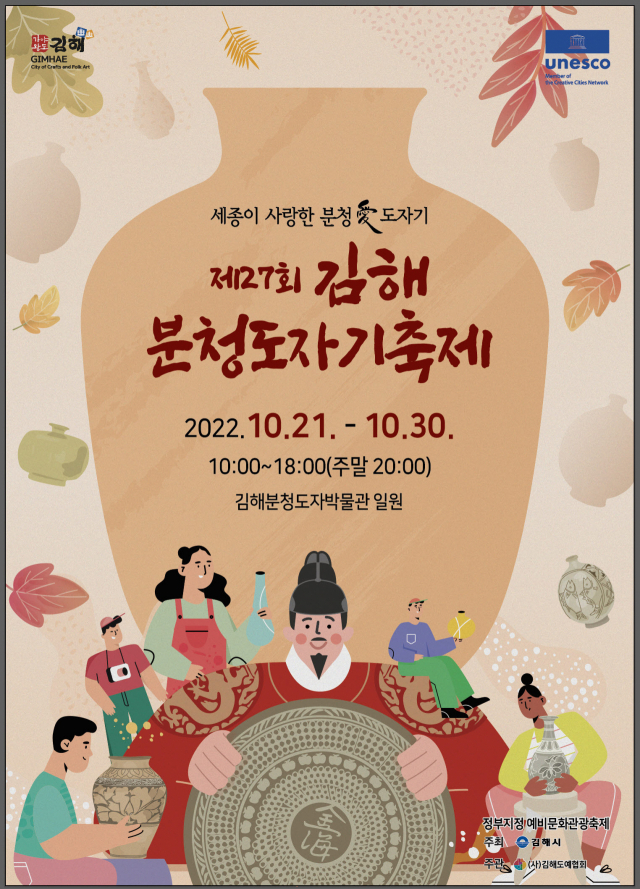 가야왕도 김해
GIMHAE
City of Crafts and Folk Art
unesco
Member of
the Creative Cities Network
세종이 사랑한 분청 愛 도자기
제27회 김해
분청도자기축제
2022.10.21. - 10.30.
10:00~18:00(주말 20:00)
김해분청도자박물관 일원
정부지정 예비문화관광축제
주최 김해시
주관 (사)김해도예협회